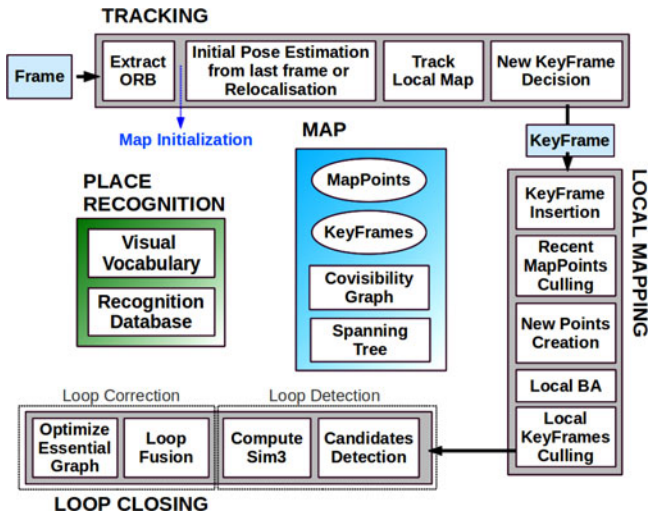 TRACKING
Frame
Extract
ORB
Initial Pose Estimation
from last frame or
Relocalisation
Track
Local Map
New KeyFrame
Decision
Map Initialization
KeyFrame
MAP
MapPoints
KeyFrames
Covisibility
Graph
Spanning
Tree
PLACE
RECOGNITION
Visual
Vocabulary
Recognition
Database
LOCAL MAPPING
KeyFrame
Insertion
Recent
MapPoints
Culling
New Points
Creation
Local BA
Local
KeyFrames
Culling
Loop Correction
Loop Detection
Optimize
Essential
Graph
Loop
Fusion
Compute
Sim3
Candidates
Detection
LOOP CLOSING